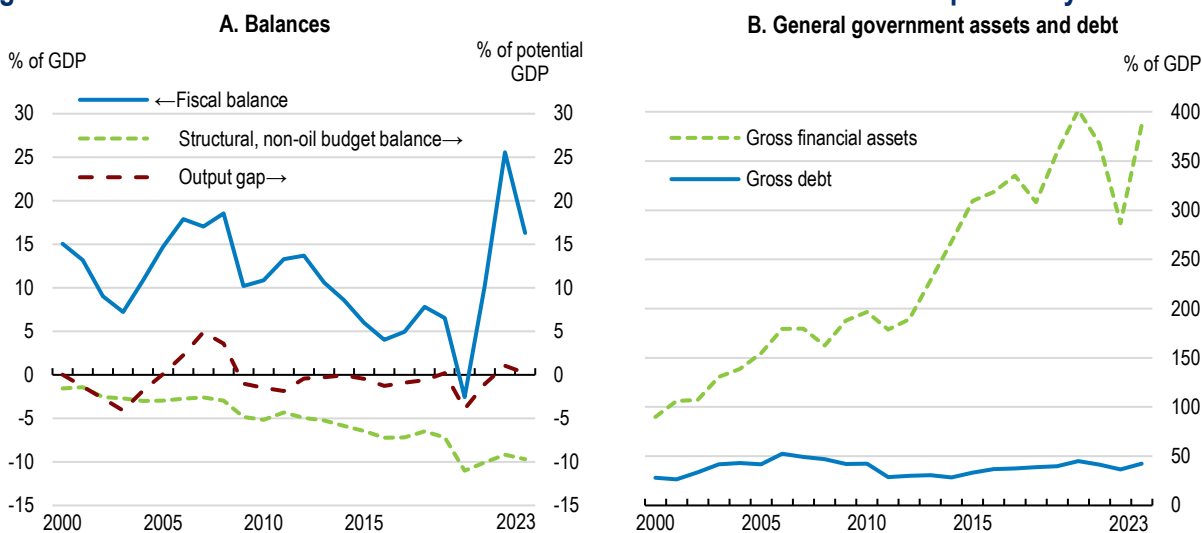 A. Balances
% of GDP
% of potential
GDP
←Fiscal balance
Structural, non-oil budget balance→
Output gap→
30
25
20
15
10
5
0
-5
-10
-15
30
25
20
15
10
5
0
-5
-10
-15
2000 2005 2010 2015 2023
B. General government assets and debt
% of GDP
Gross financial assets
Gross debt
400
350
300
250
200
150
100
50
0
2000 2005 2010 2015 2023